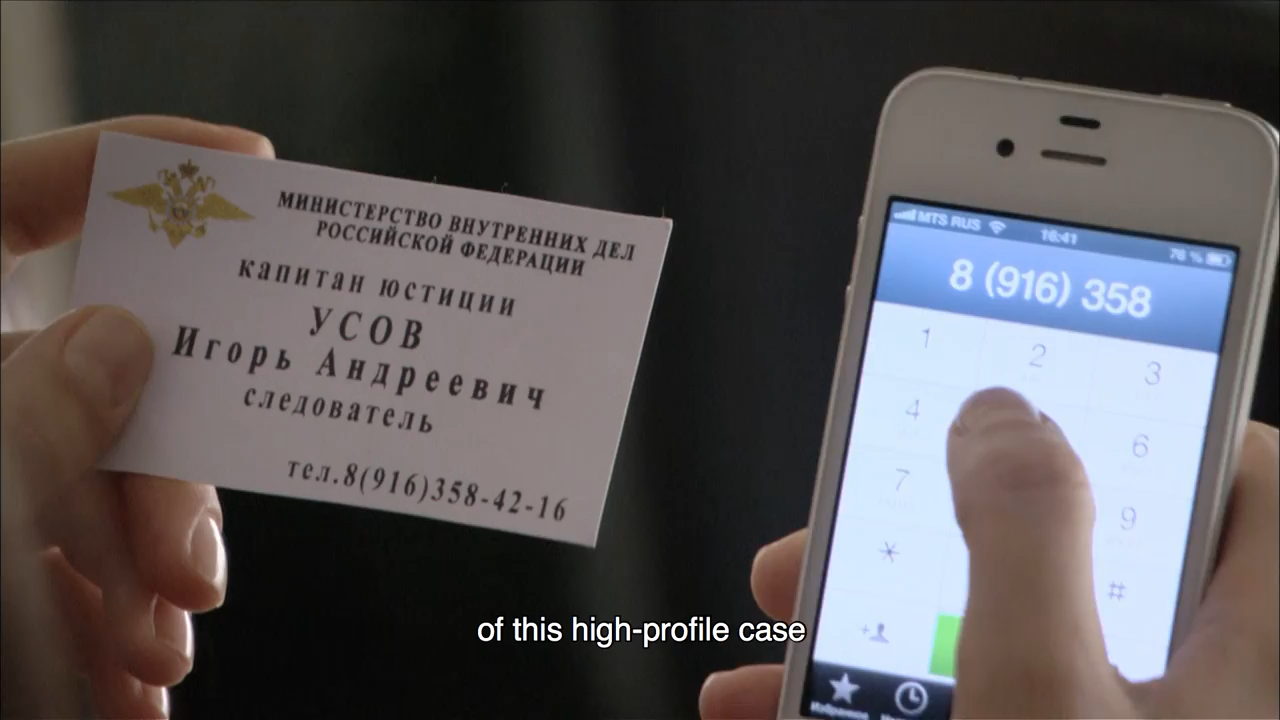 МИНИСТЕРСТВО ВНУТРЕННИХ ДЕЛ
РОССИЙСКОЙ ФЕДЕРАЦИИ
капитан юстиции
УСОВ
Игорь Андреевич
следователь
тел.8(916)358-42-16
MTS RUS 16:41 76 %
8 (916) 358
1 2 3
4 6
7 9
* #
+
Избранное
of this high-profile case